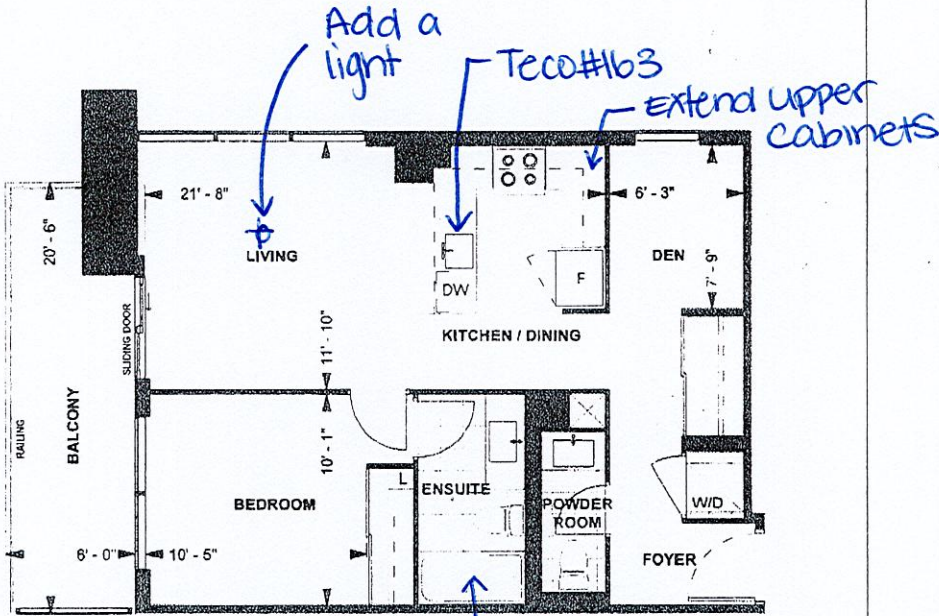 Add a
light
Teco#163
Extend upper
cabinets
21' - 8"
6' - 3"
20' - 6"
LIVING
DEN
7' - 9"
F
DW
SLIDING DOOR
11' - 10"
KITCHEN / DINING
RAILING
BALCONY
10' - 1"
L
BEDROOM
ENSUITE
POWDER
ROOM
W/D
6' - 0"
10' - 5"
FOYER